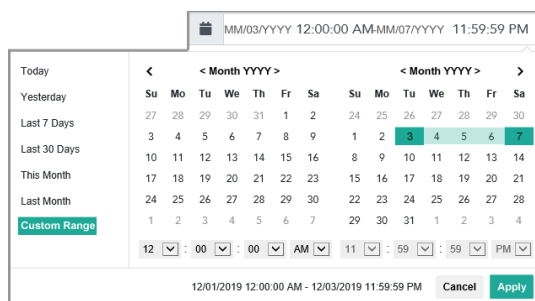 MM/03/YYYY 12:00:00 AM-MM/07/YYYY 11:59:59 PM
Today
Yesterday
Last 7 Days
Last 30 Days
This Month
Last Month
Custom Range
< Month YYYY >
Su Mo Tu We Th Fr Sa
27 28 29 30 31 1 2
3 4 5 6 7 8 9
10 11 12 13 14 15 16
17 18 19 20 21 22 23
24 25 26 27 28 29 30
1 2 3 4 5 6 7
12 : 00 : 00 AM
< Month YYYY >
Su Mo Tu We Th Fr Sa
24 25 26 27 28 29 30
1 2 3 4 5 6 7
8 9 10 11 12 13 14
15 16 17 18 19 20 21
22 23 24 25 26 27 28
29 30 31 1 2 3 4
11 : 59 : 59 PM
12/01/2019 12:00:00 AM - 12/03/2019 11:59:59 PM Cancel Apply